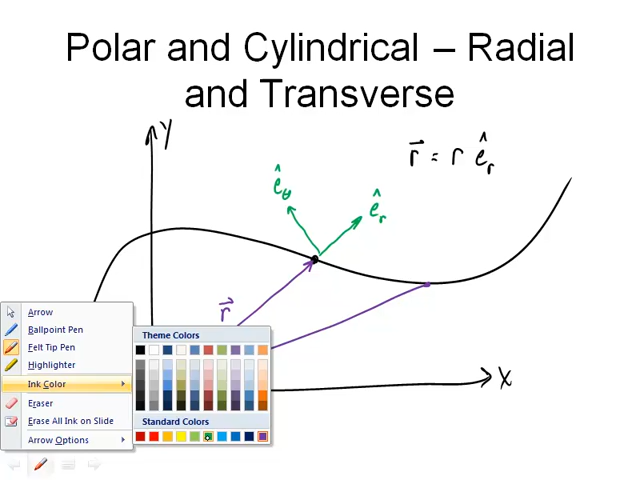 Polar and Cylindrical – Radial
and Transverse
Y
r⃗ = r ê_r
ê_θ
ê_r
r⃗
X
Arrow
Ballpoint Pen
Felt Tip Pen
Highlighter
Ink Color
Eraser
Erase All Ink on Slide
Arrow Options
Theme Colors
Standard Colors